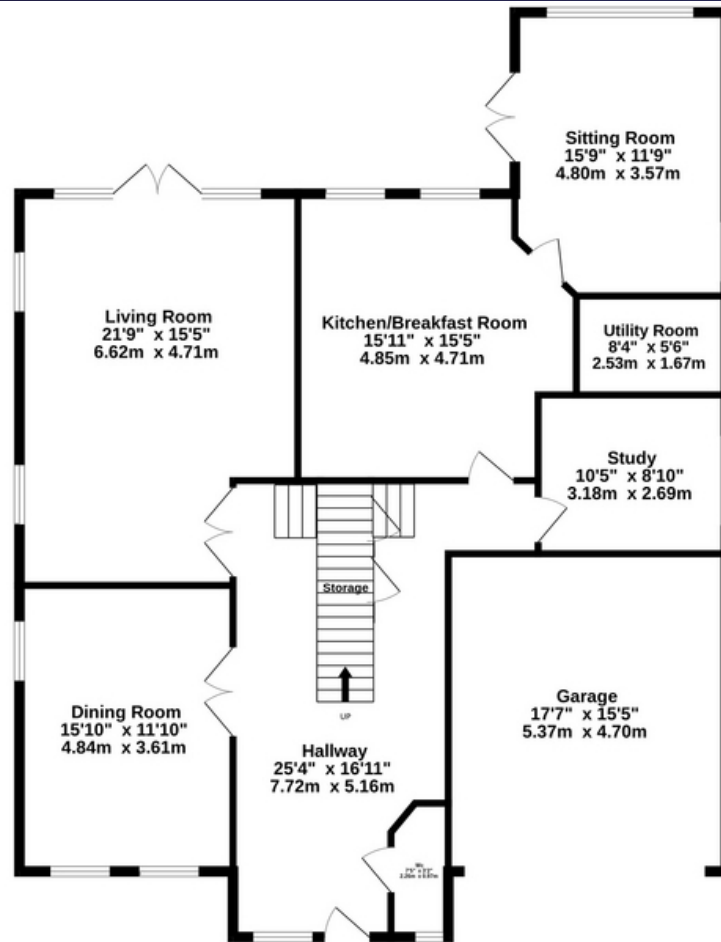 Sitting Room
15'9" x 11'9"
4.80m x 3.57m
Living Room
21'9" x 15'5"
6.62m x 4.71m
Kitchen/Breakfast Room
15'11" x 15'5"
4.85m x 4.71m
Utility Room
8'4" x 5'6"
2.53m x 1.67m
Study
10'5" x 8'10"
3.18m x 2.69m
Storage
UP
Dining Room
15'10" x 11'10"
4.84m x 3.61m
Garage
17'7" x 15'5"
5.37m x 4.70m
Hallway
25'4" x 16'11"
7.72m x 5.16m